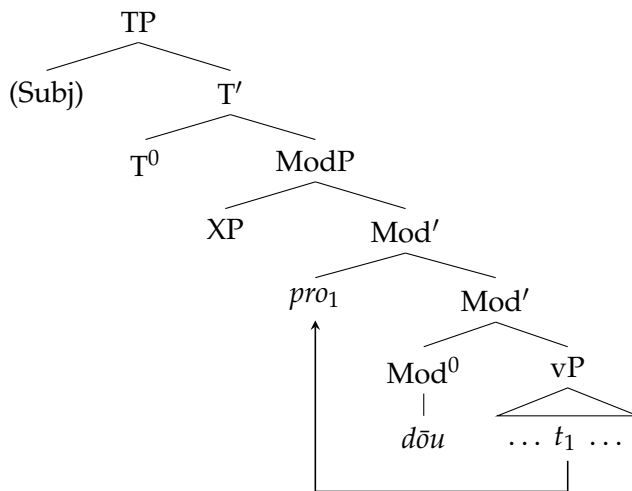 TP
(Subj) T′
T⁰ ModP
XP Mod′
pro₁ Mod′
Mod⁰ vP
dōu … t₁ …